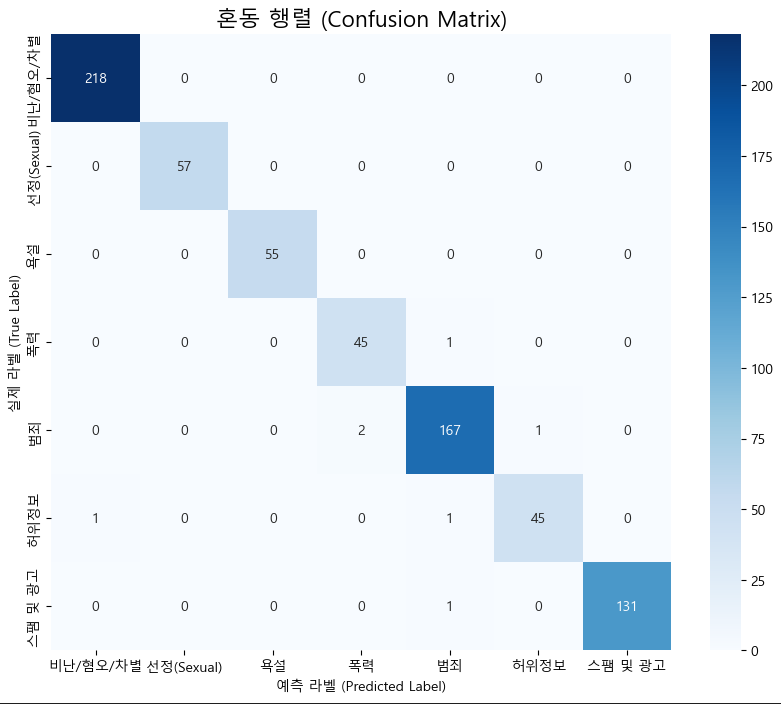 혼동 행렬 (Confusion Matrix)
비난/혐오/차별
218 0 0 0 0 0 0
선정(Sexual)
0 57 0 0 0 0 0
욕설
0 0 55 0 0 0 0
폭력
0 0 0 45 1 0 0
범죄
0 0 0 2 167 1 0
허위정보
1 0 0 0 1 45 0
스팸 및 광고
0 0 0 0 1 0 131
실제 라벨 (True Label)
비난/혐오/차별 선정(Sexual) 욕설 폭력 범죄 허위정보 스팸 및 광고
예측 라벨 (Predicted Label)
200
175
150
125
100
75
50
25
0